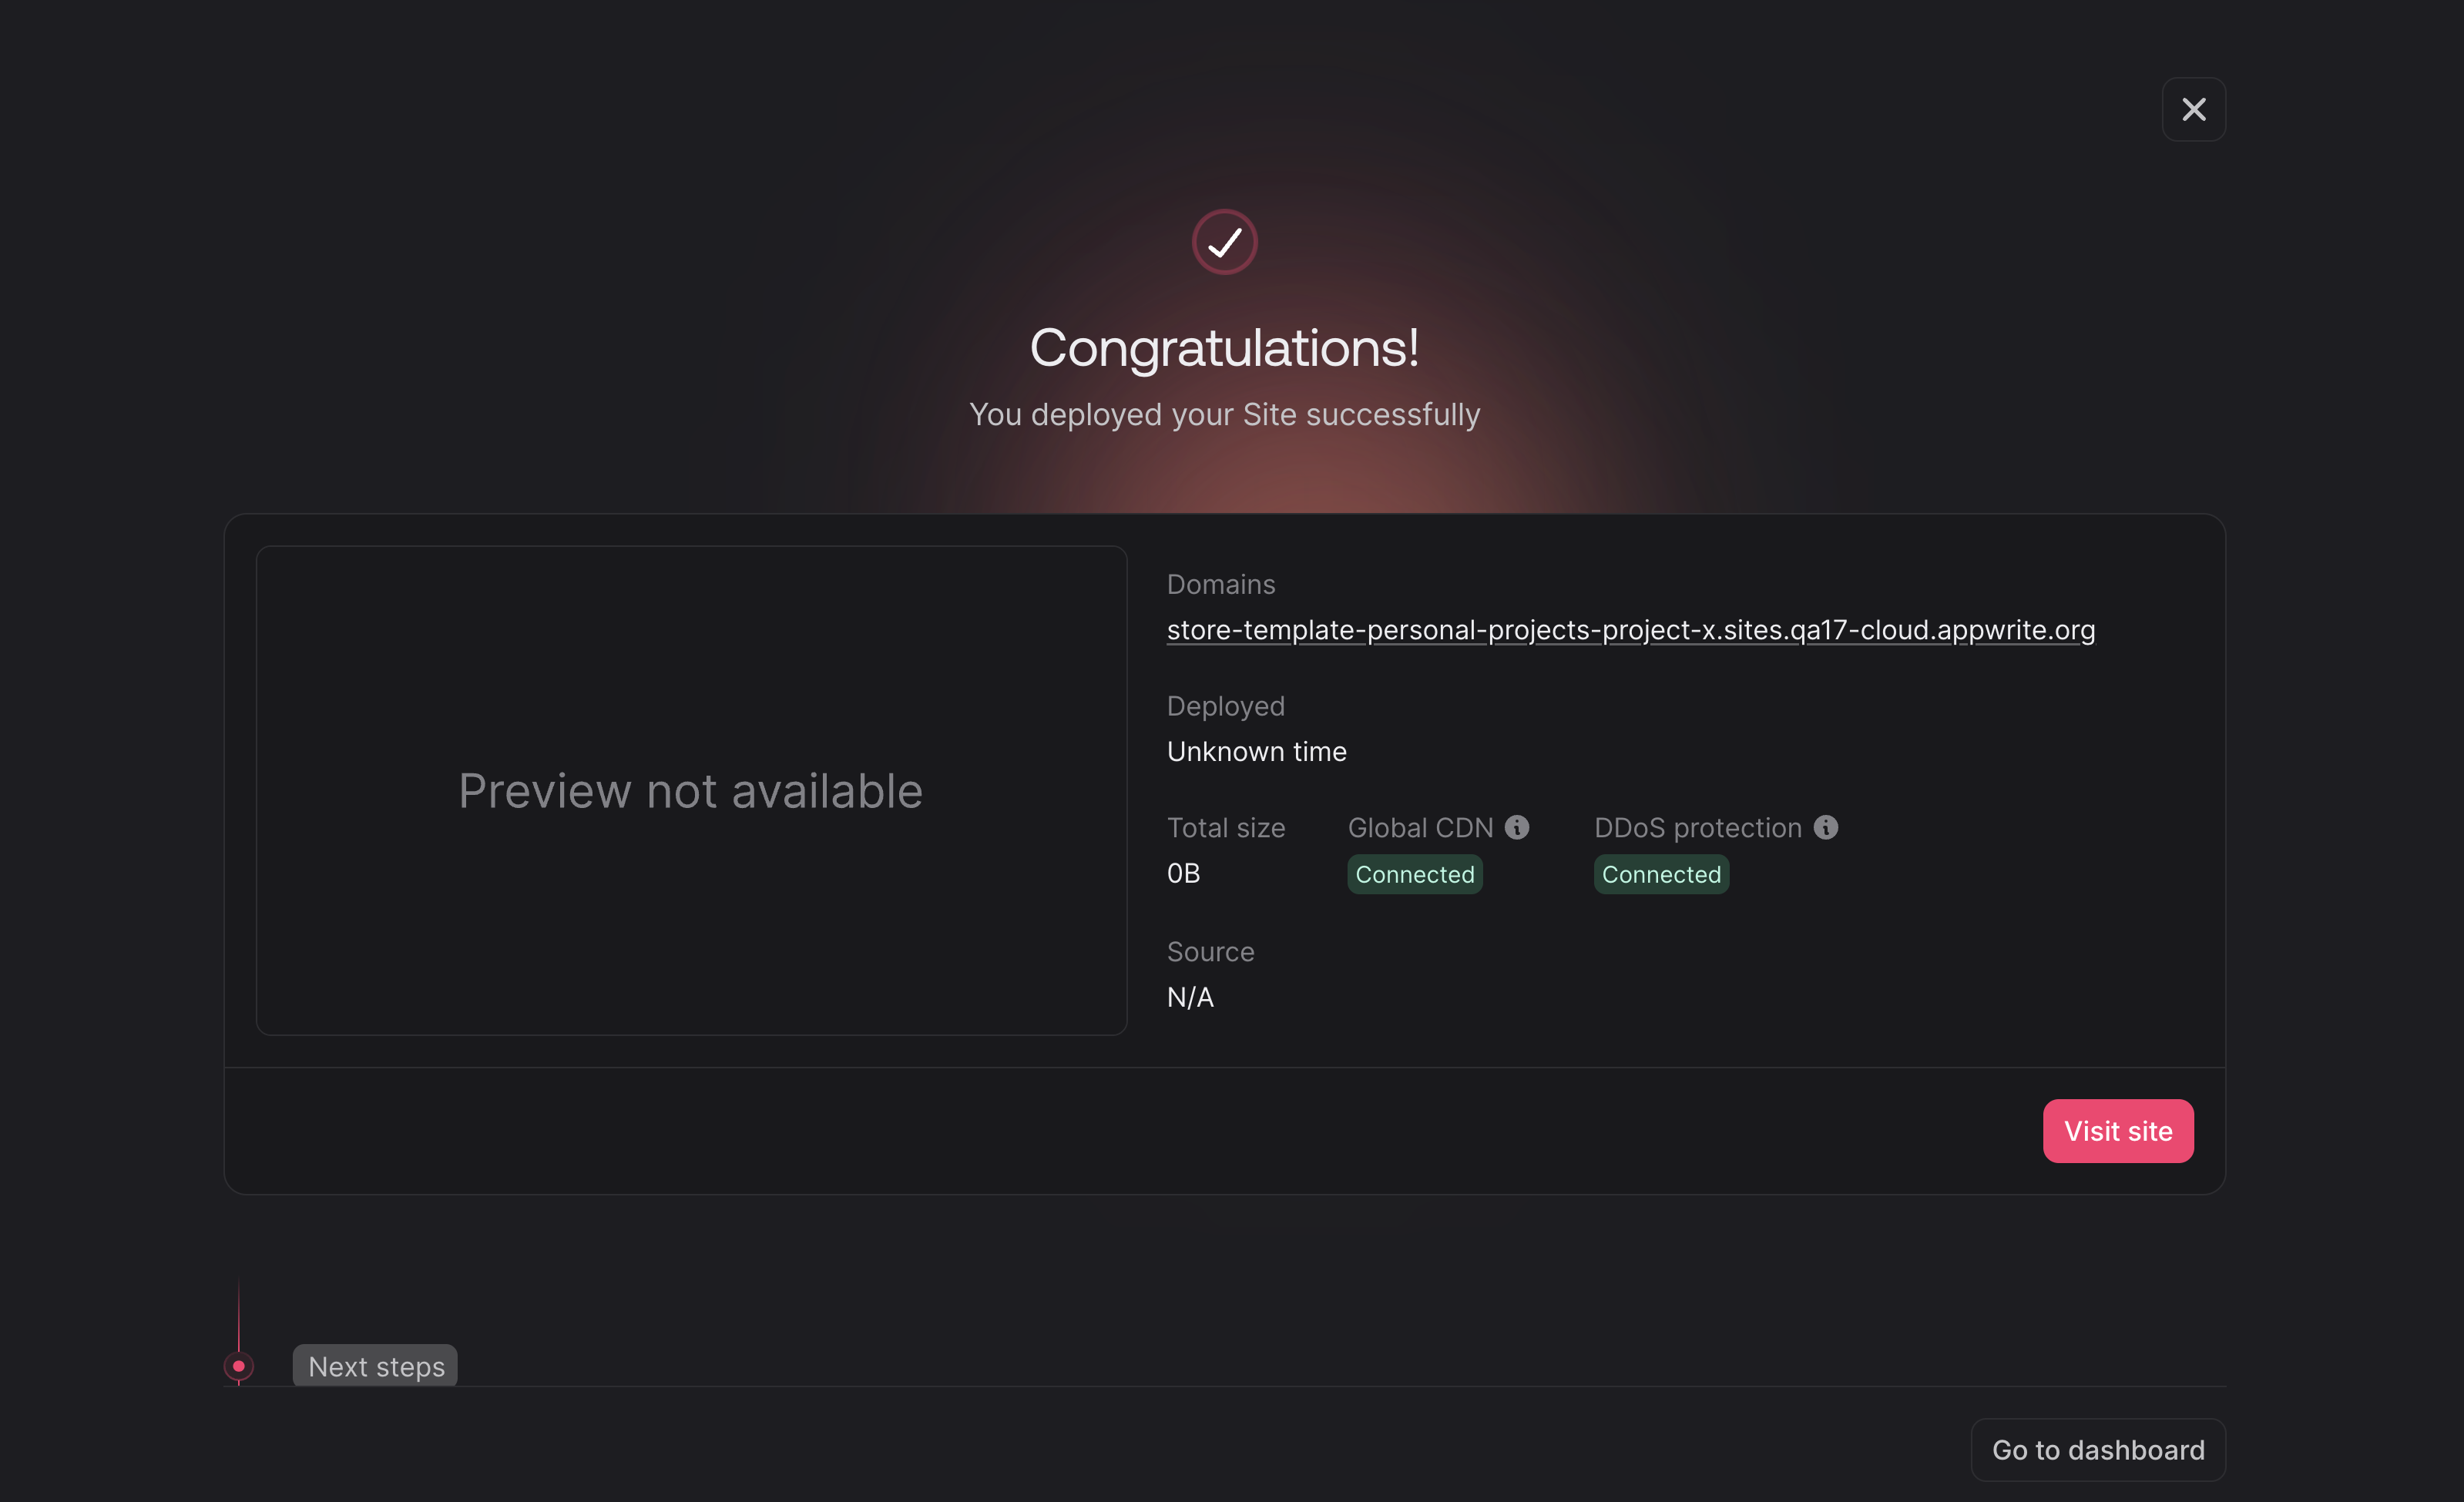 Congratulations!
You deployed your Site successfully
Preview not available
Domains
store-template-personal-projects-project-x.sites.qa17-cloud.appwrite.org
Deployed
Unknown time
Total size
0B
Global CDN
Connected
DDoS protection
Connected
Source
N/A
Visit site
Next steps
Go to dashboard